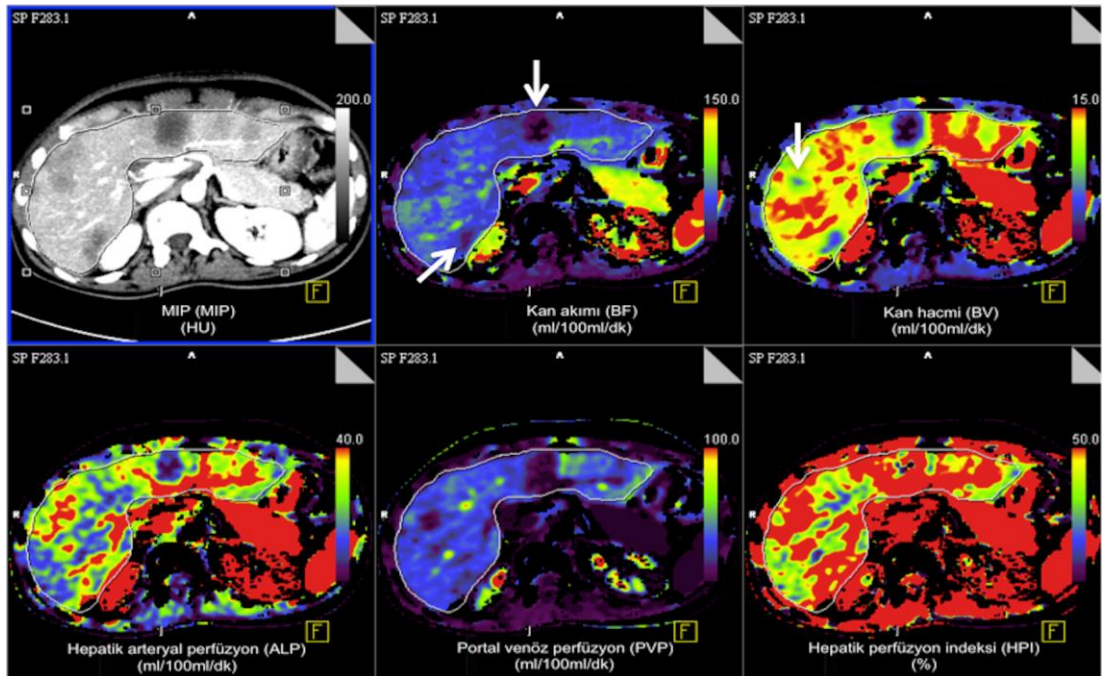 SP F283.1
200.0
R
MIP (MIP)
(HU)
F
SP F283.1
A
150.0
R
Kan akımı (BF)
(ml/100ml/dk)
F
SP F283.1
A
15.0
R
Kan hacmi (BV)
(ml/100ml/dk)
F
SP F283.1
A
40.0
R
Hepatik arteryal perfüzyon (ALP)
(ml/100ml/dk)
F
SP F283.1
A
100.0
R
Portal venöz perfüzyon (PVP)
(ml/100ml/dk)
F
SP F283.1
A
50.0
R
Hepatik perfüzyon indeksi (HPI)
(%)
F